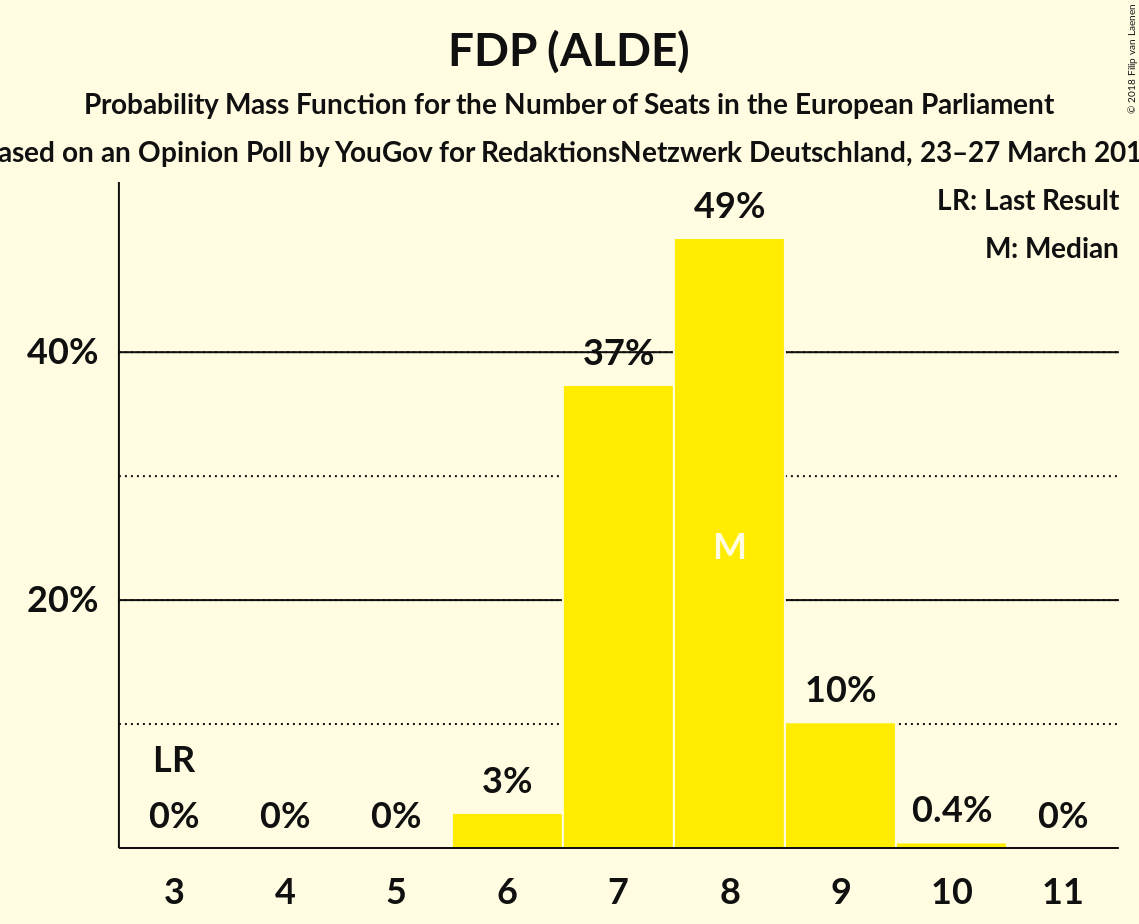 FDP (ALDE)
Probability Mass Function for the Number of Seats in the European Parliament
ased on an Opinion Poll by YouGov for RedaktionsNetzwerk Deutschland, 23–27 March 201
© 2018 Filip van Laenen
LR: Last Result
M: Median
49%
40%
37%
M
20%
10%
LR
3%
0%
0%
0%
0.4%
0%
3
4
5
6
7
8
9
10
11